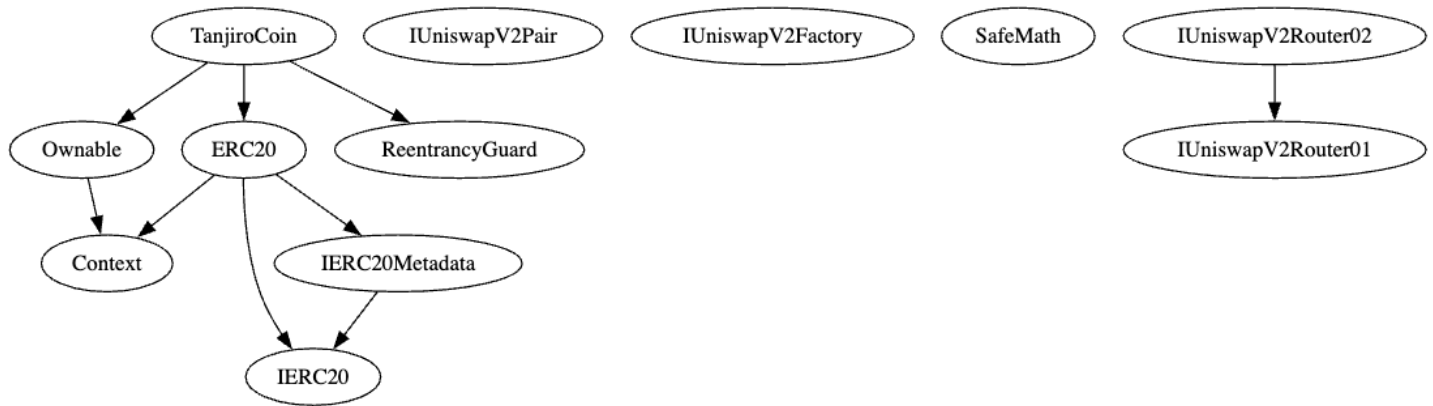 TanjiroCoin IUniswapV2Pair IUniswapV2Factory SafeMath IUniswapV2Router02
Ownable ERC20 ReentrancyGuard IUniswapV2Router01
Context IERC20Metadata
IERC20